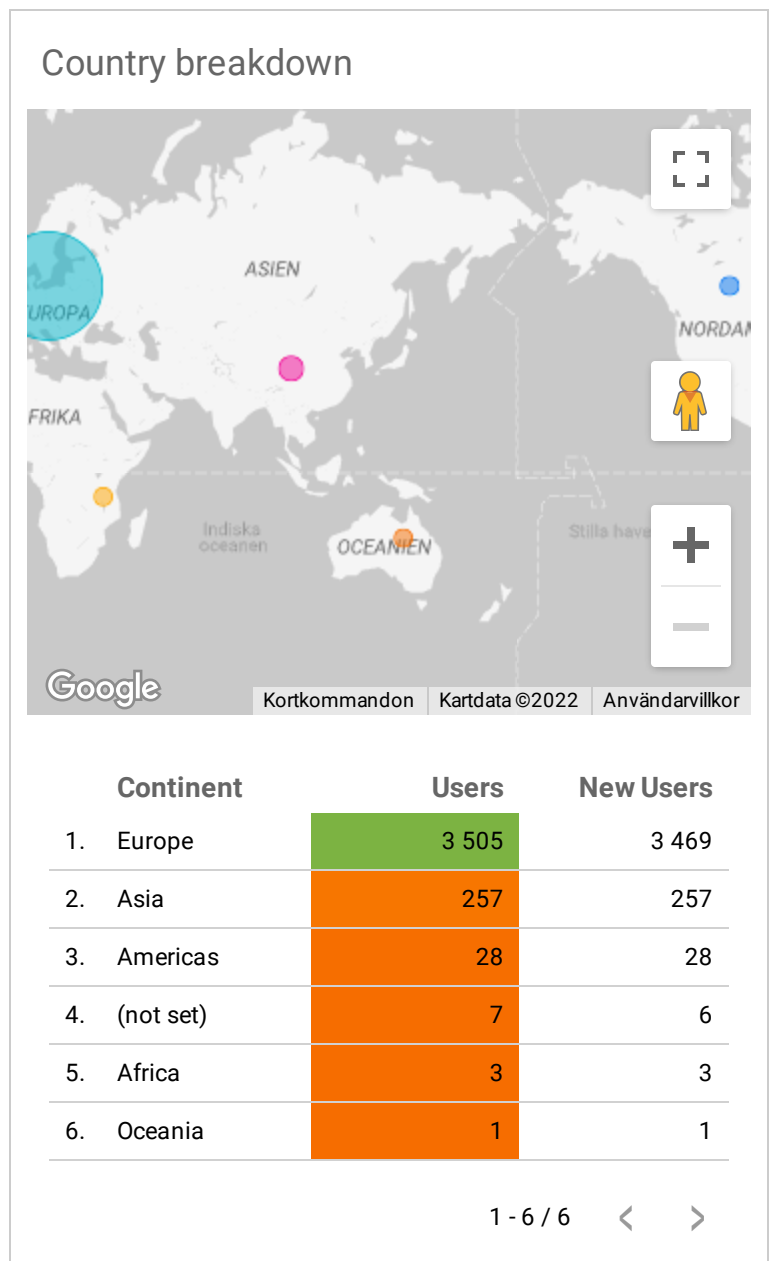 Country breakdown
ASIEN
UROPA
NORDA
FRIKA
Indiska
oceanen
OCEANIEN
Stilla have
Google
Kortkommandon Kartdata ©2022 Användarvillkor
Continent Users New Users
1. Europe 3 505 3 469
2. Asia 257 257
3. Americas 28 28
4. (not set) 7 6
5. Africa 3 3
6. Oceania 1 1
1 - 6 / 6